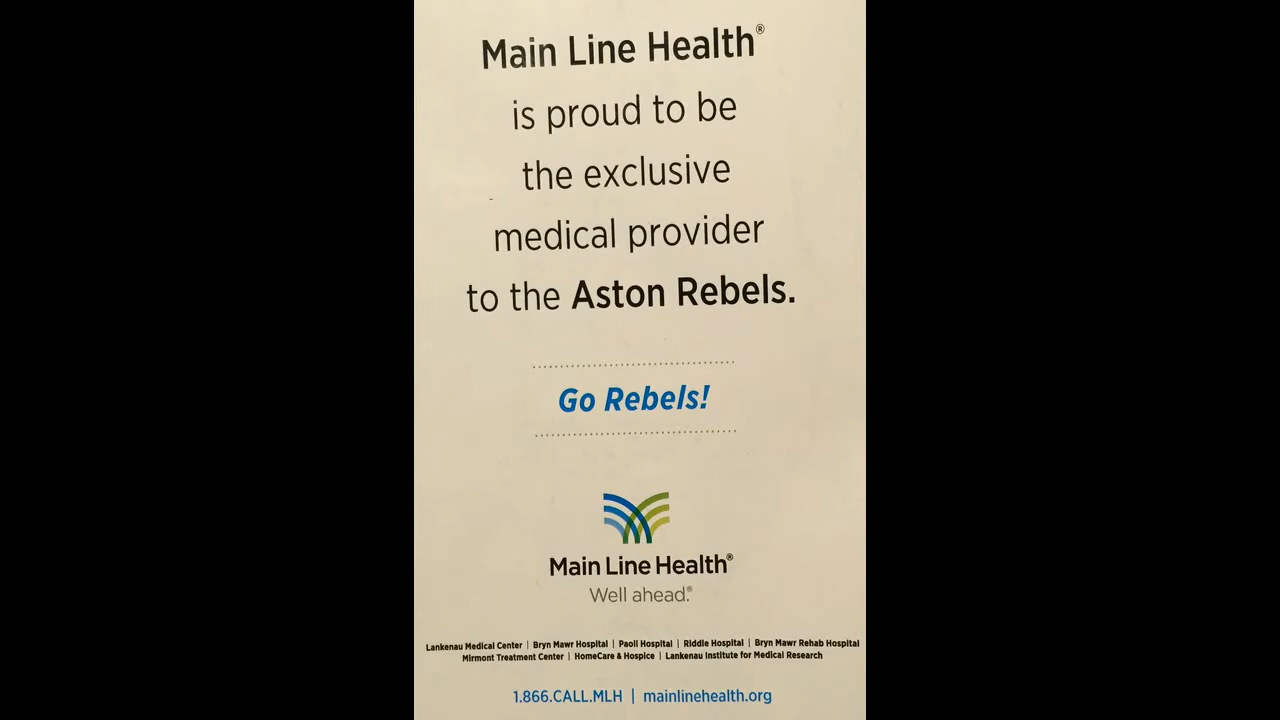 Main Line Health®
is proud to be
the exclusive
medical provider
to the Aston Rebels.
Go Rebels!
Main Line Health®
Well ahead.®
Lankenau Medical Center | Bryn Mawr Hospital | Paoli Hospital | Riddle Hospital | Bryn Mawr Rehab Hospital
Mirmont Treatment Center | HomeCare & Hospice | Lankenau Institute for Medical Research
1.866.CALL.MLH | mainlinehealth.org